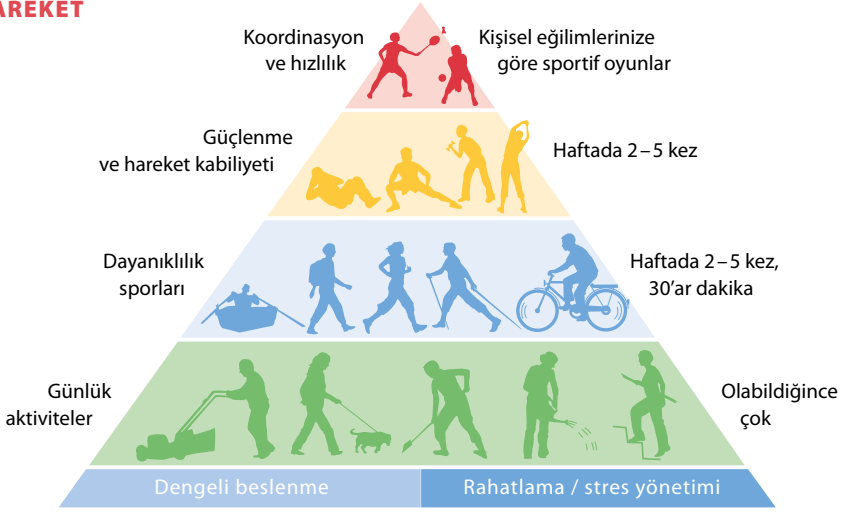 AREKET
Koordinasyon
ve hızlılık
Kişisel eğilimlerinize
göre sportif oyunlar
Güçlenme
ve hareket kabiliyeti
Haftada 2–5 kez
Dayanıklılık
sporları
Haftada 2–5 kez,
30’ar dakika
Günlük
aktiviteler
Olabildiğince
çok
Dengeli beslenme
Rahatlama / stres yönetimi